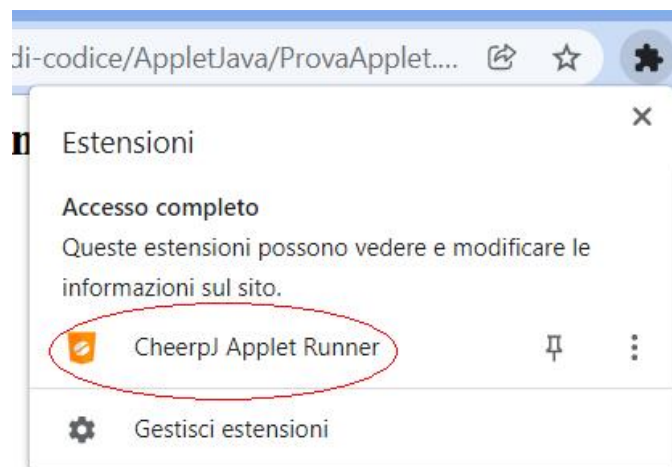 di-codice/AppletJava/ProvaApplet....
n
Estensioni
Accesso completo
Queste estensioni possono vedere e modificare le
informazioni sul sito.
CheerpJ Applet Runner
Gestisci estensioni